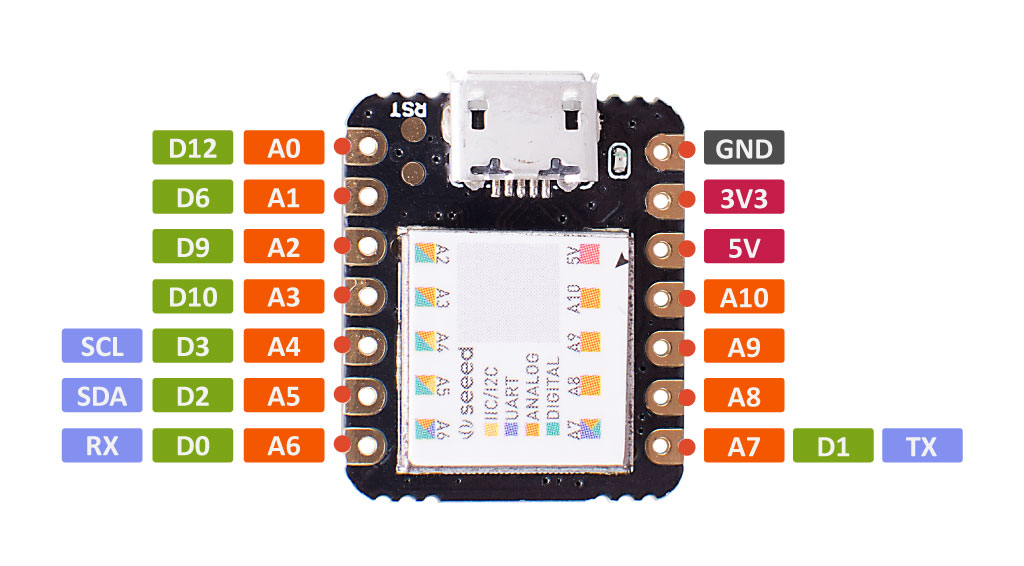 RST
D12 A0 GND
D6 A1 3V3
D9 A2 5V
D10 A3 A10
SCL D3 A4 A9
SDA D2 A5 A8
RX D0 A6 A7 D1 TX
A2
A3
A4
A5
A6
seeed
IIC/I2C
UART
ANALOG
DIGITAL
5V
A10
A9
A8
A7